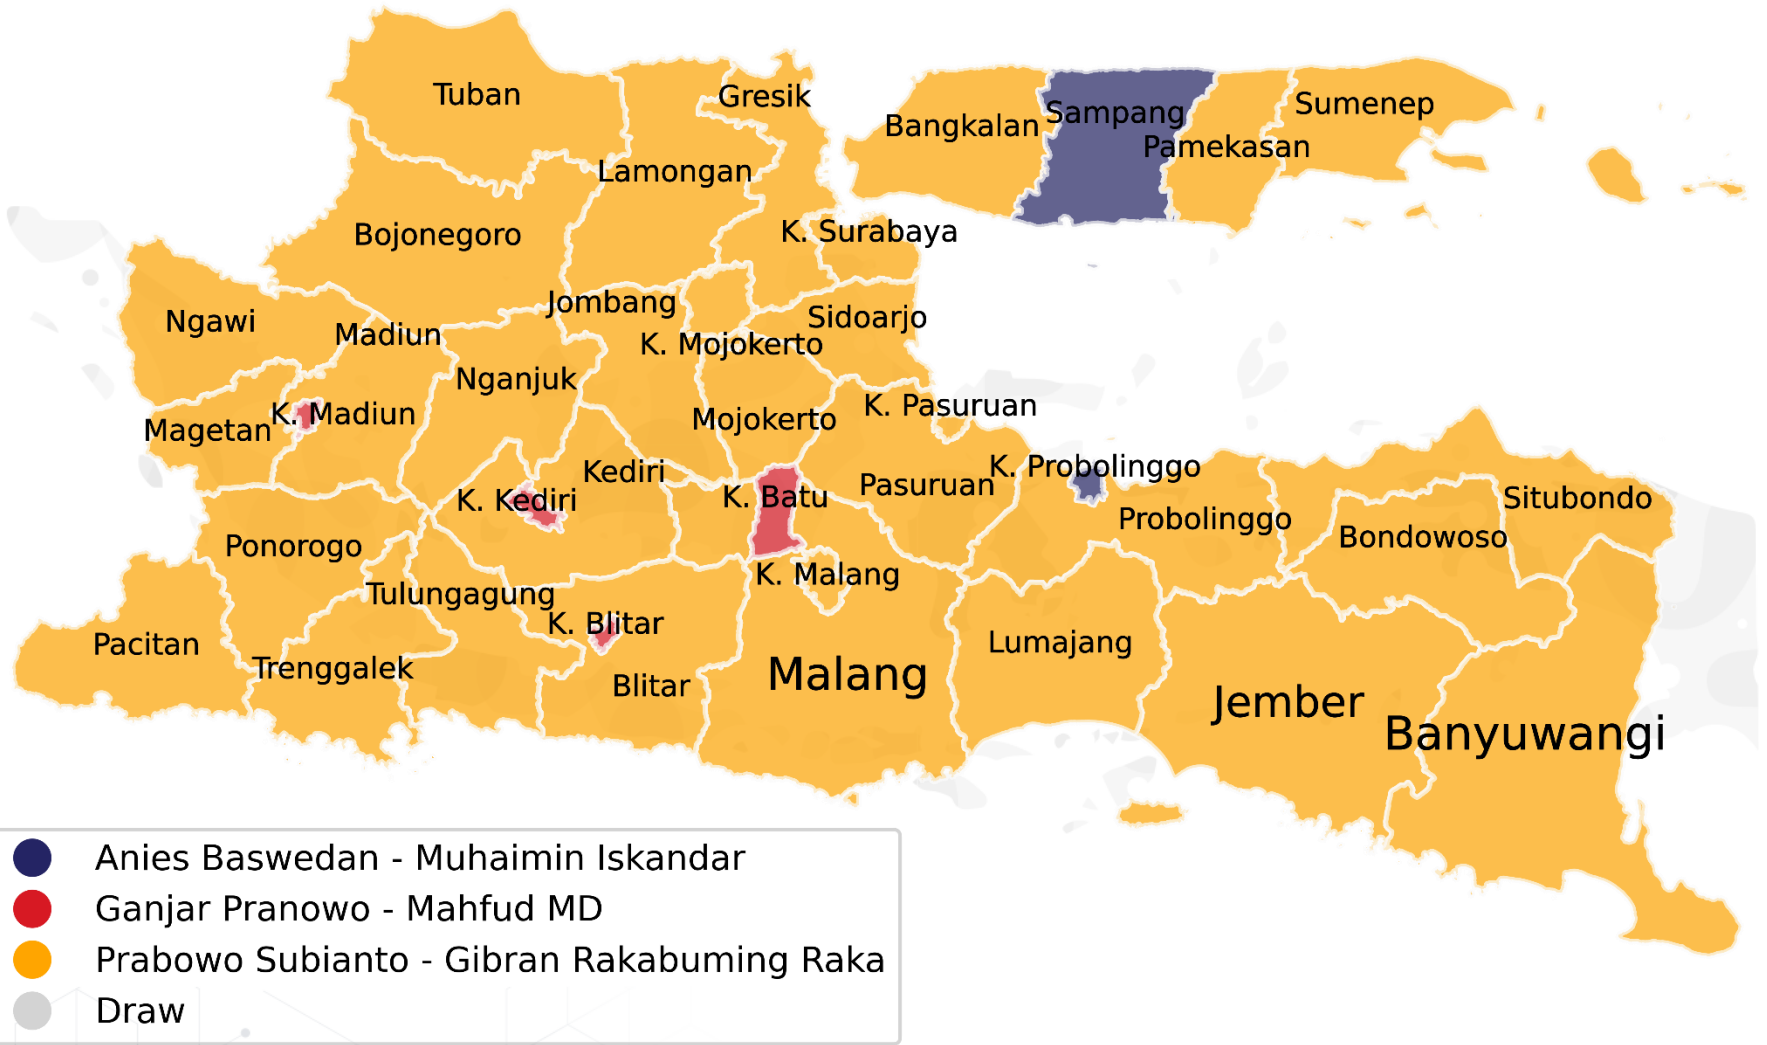 Tuban
Gresik
Bangkalan
Sampang
Pamekasan
Sumenep
Lamongan
Bojonegoro
K. Surabaya
Ngawi
Madiun
Jombang
Sidoarjo
K. Mojokerto
Nganjuk
Magetan
K. Madiun
Mojokerto
K. Pasuruan
Kediri
K. Kediri
K. Batu
Pasuruan
K. Probolinggo
Probolinggo
Situbondo
Bondowoso
Ponorogo
Tulungagung
K. Malang
K. Blitar
Pacitan
Trenggalek
Blitar
Malang
Lumajang
Jember
Banyuwangi
Anies Baswedan - Muhaimin Iskandar
Ganjar Pranowo - Mahfud MD
Prabowo Subianto - Gibran Rakabuming Raka
Draw